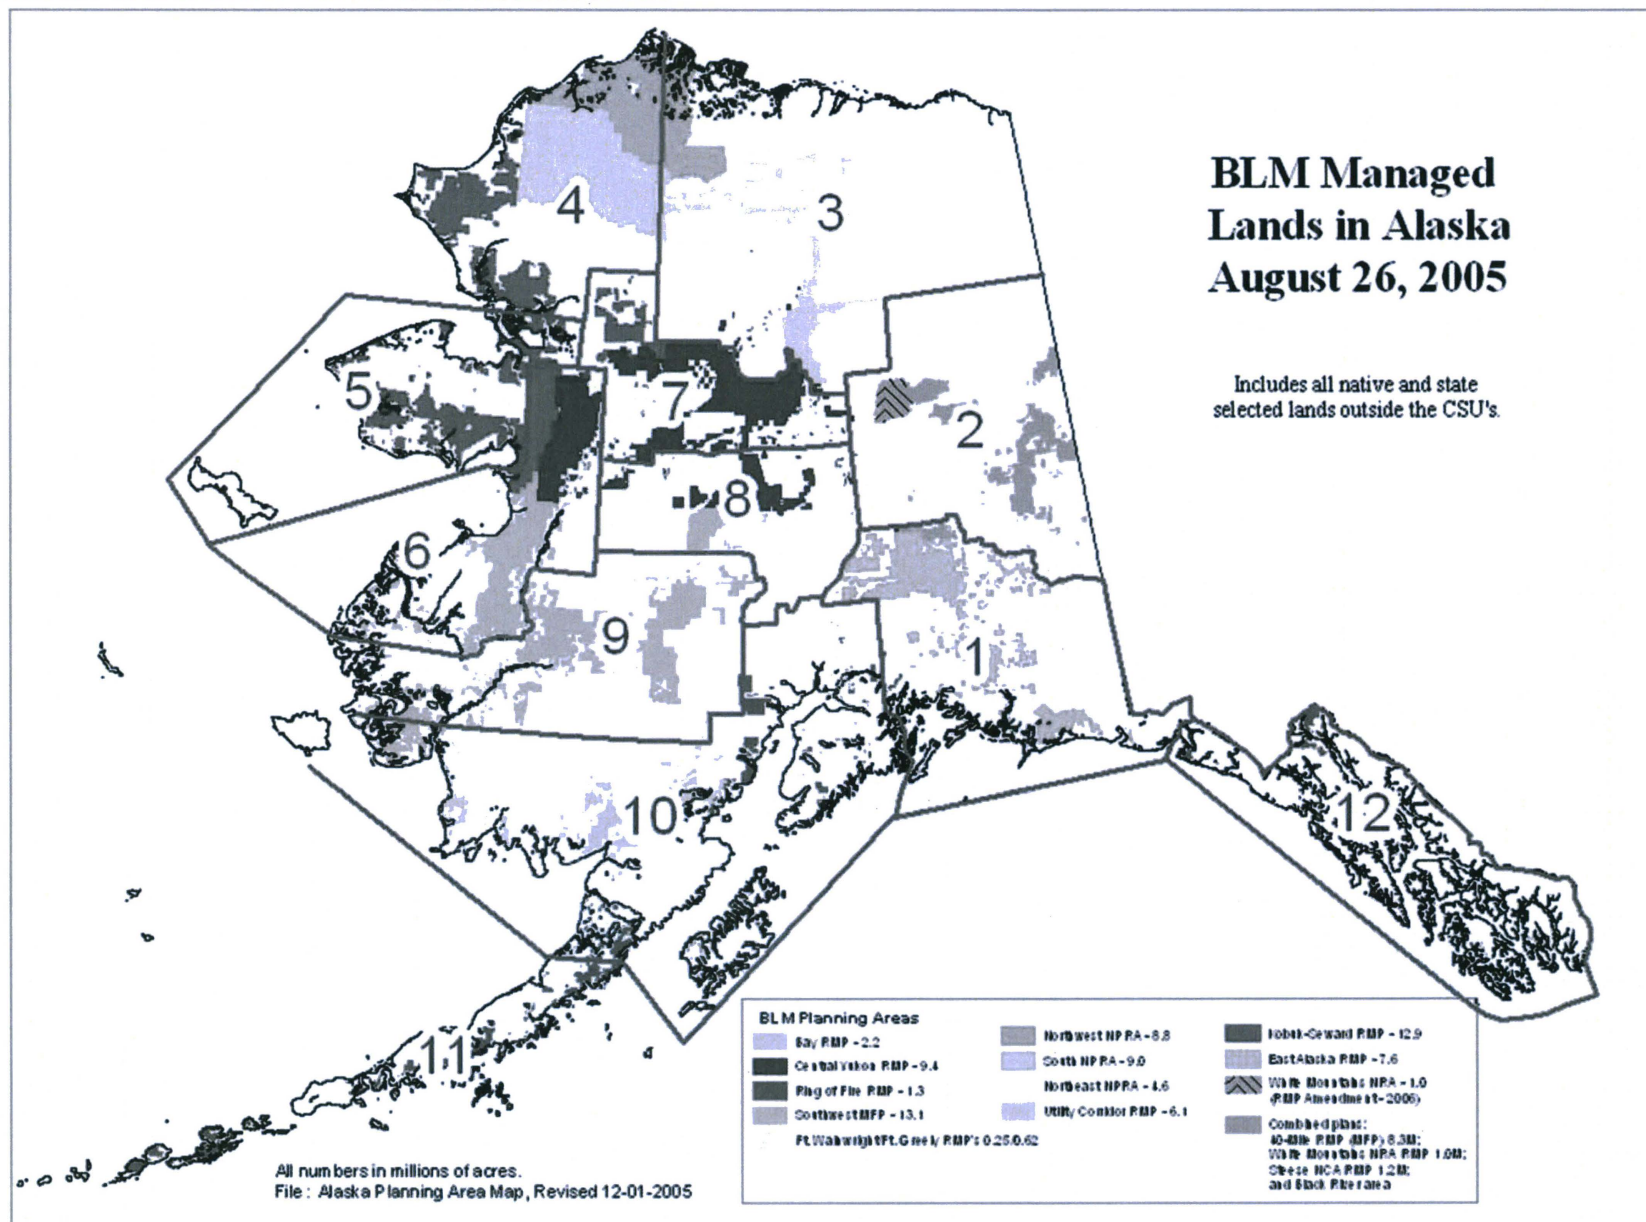 BLM Managed
Lands in Alaska
August 26, 2005
Includes all native and state
selected lands outside the CSU's.
4
3
5
7
2
6
8
9
1
10
12
11
BLM Planning Areas
Bay RMP - 2.2
Central Yukon RMP - 9.4
Ring of Fire RMP - 1.3
Southwest MFP - 13.1
Ft. Wainwright Ft. Greely RMP's 0.25/0.62
Northwest NPRA - 8.8
South NPRA - 9.0
Northeast NPRA - 4.6
Utility Corridor RMP - 6.1
Kobuk-Seward RMP - 12.9
East Alaska RMP - 7.6
White Mountains NRA - 1.0
(RMP Amendment - 2006)
Combined plans:
40-Mile RMP (MFP) 8.3M;
White Mountains NRA RMP 1.0M;
Steese NCA RMP 1.2M;
and Black River area
All numbers in millions of acres.
File : Alaska Planning Area Map, Revised 12-01-2005